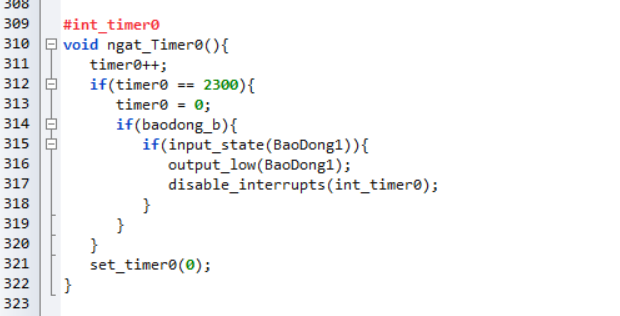 308
309 #int_timer0
310 void ngat_Timer0(){
311 timer0++;
312 if(timer0 == 2300){
313 timer0 = 0;
314 if(baodong_b){
315 if(input_state(BaoDong1)){
316 output_low(BaoDong1);
317 disable_interrupts(int_timer0);
318 }
319 }
320 }
321 set_timer0(0);
322 }
323